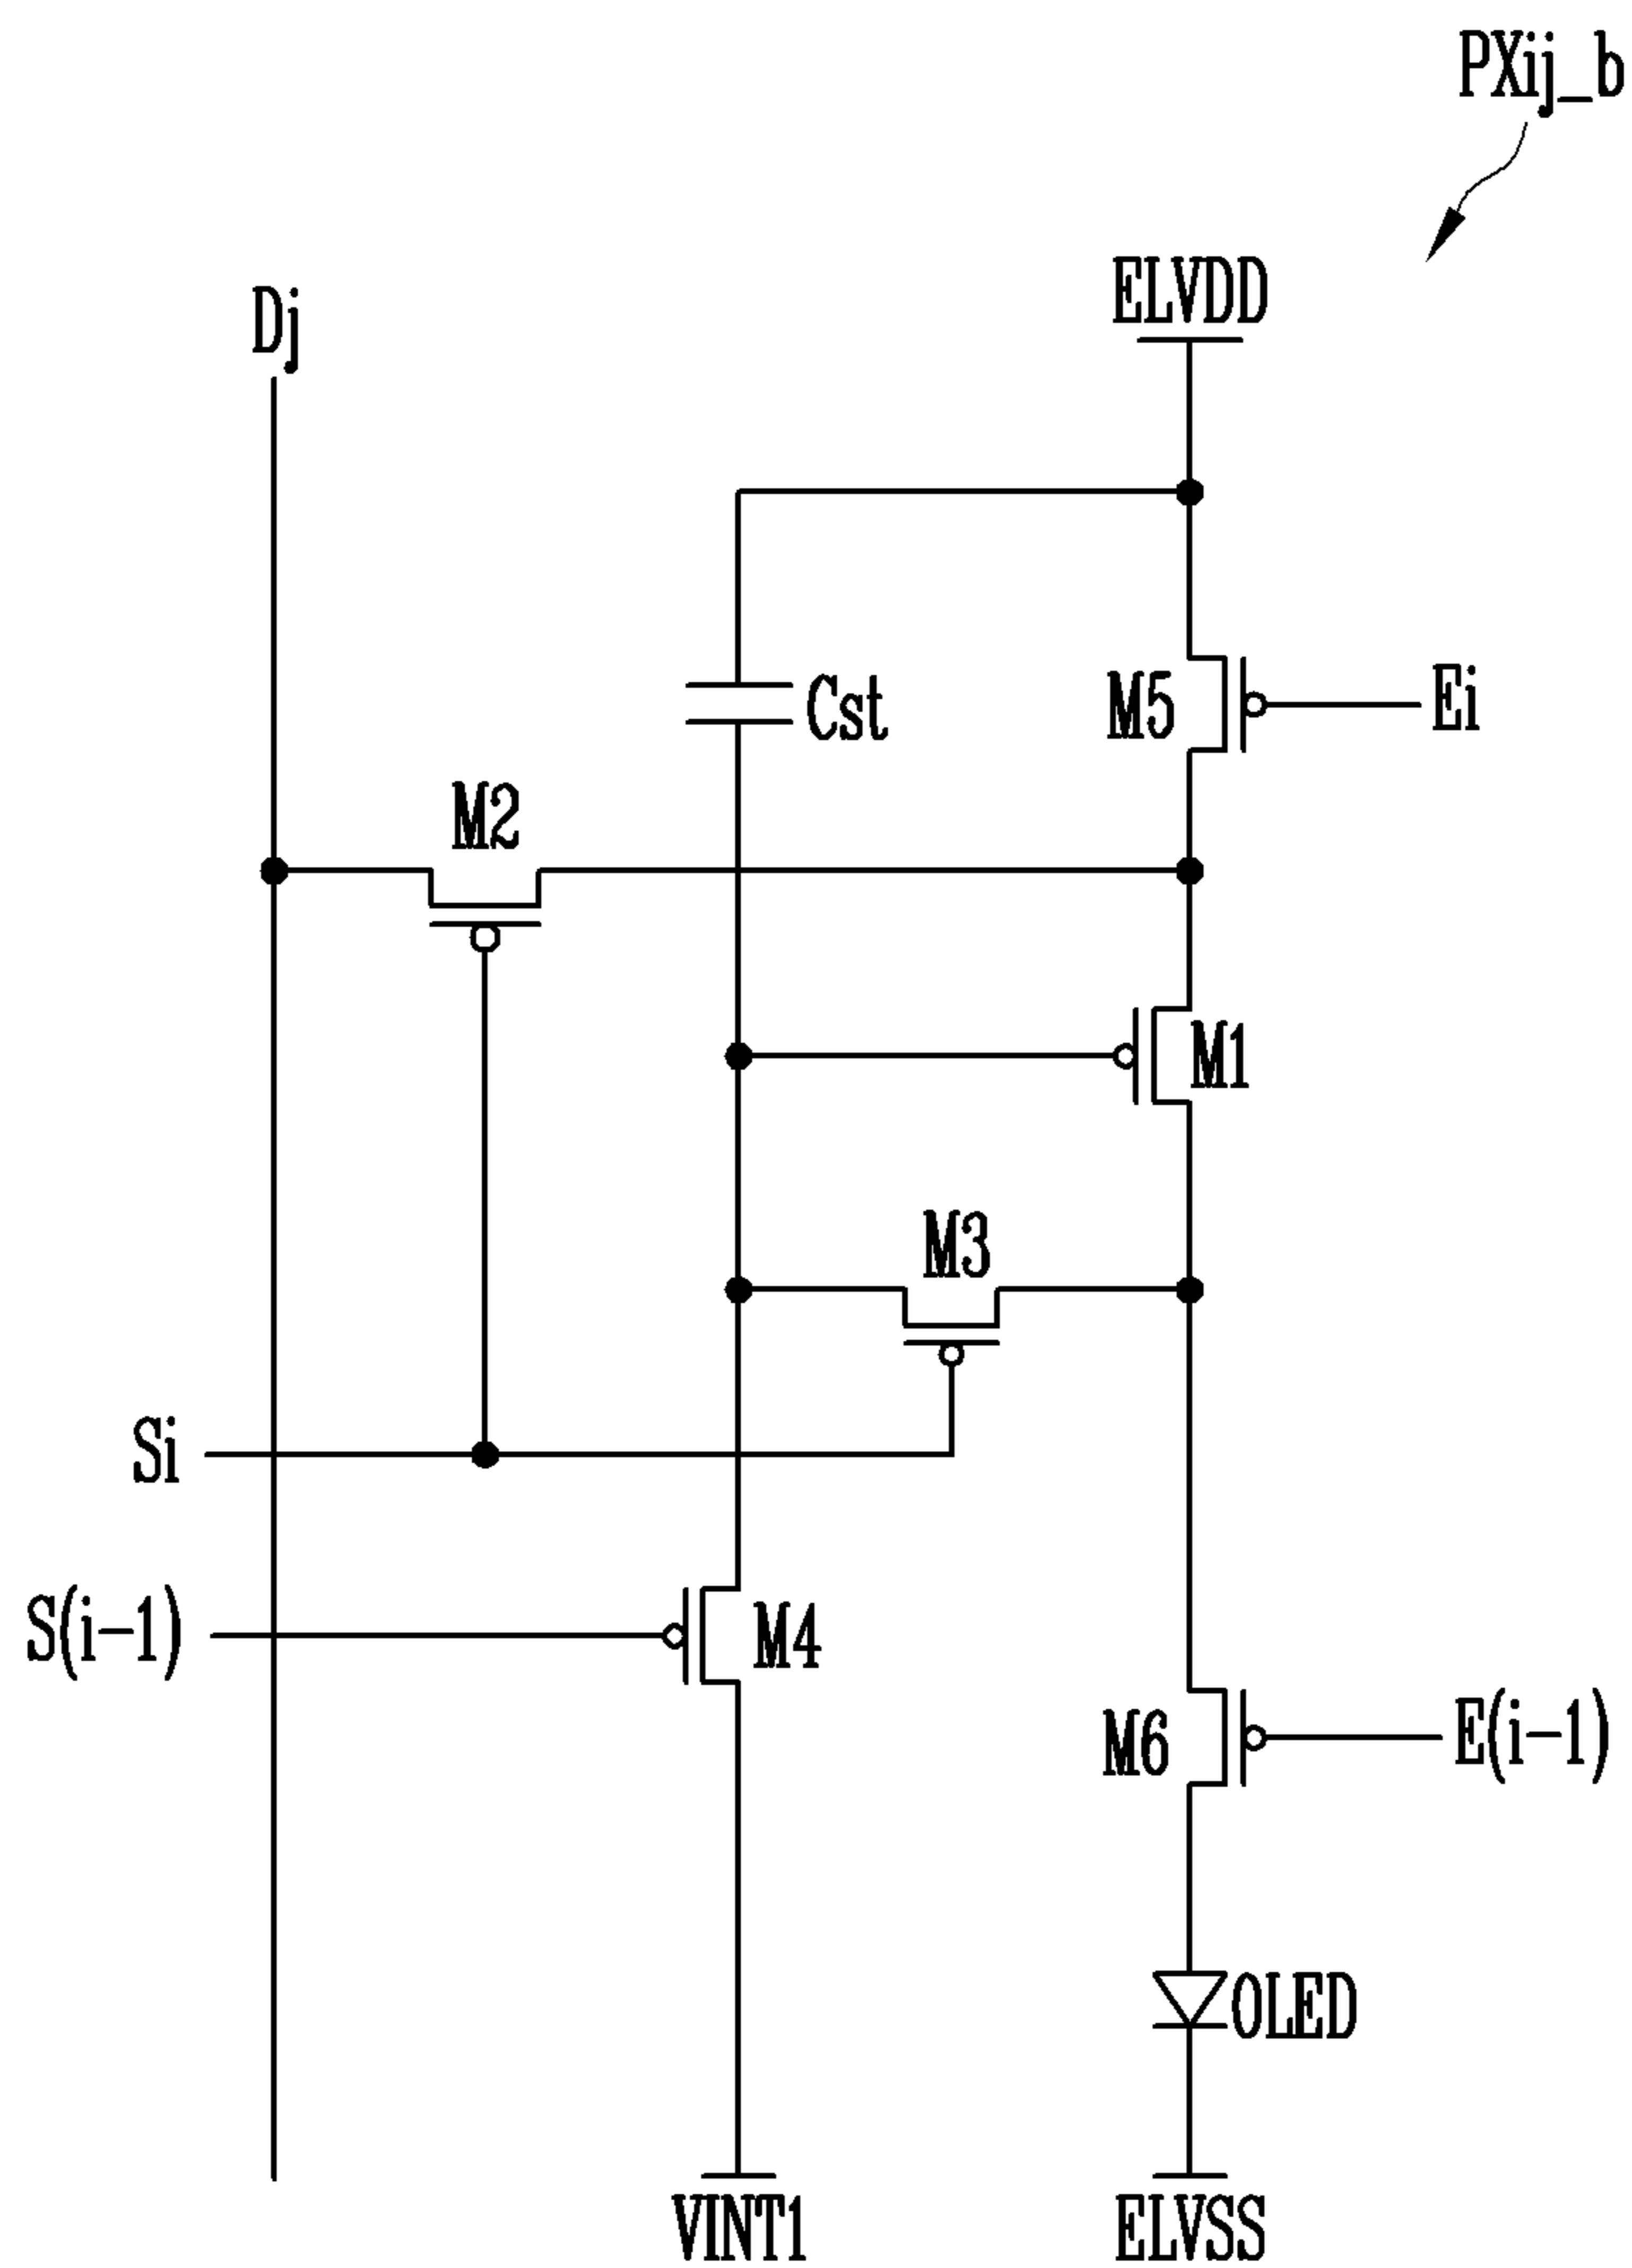 PXij_b
ELVDD
Dj
Ei
M5
Cst
M2
M1
M3
Si
S(i-1)
M4
M6
E(i-1)
OLED
VINT1
ELVSS